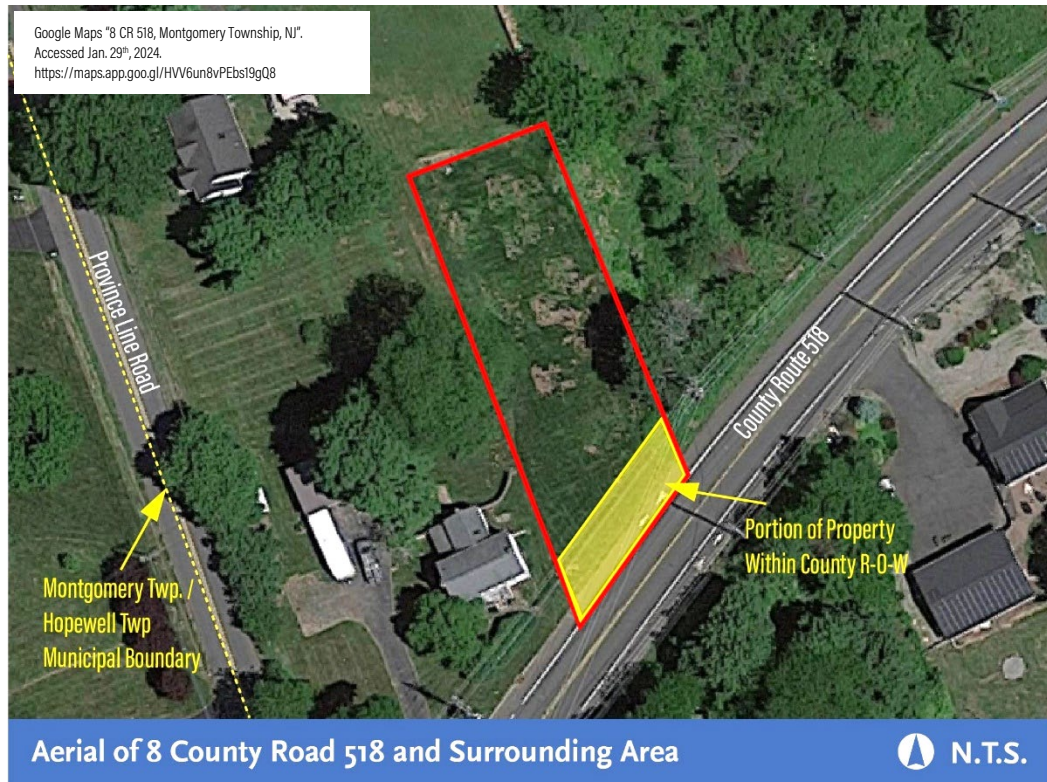 Google Maps “8 CR 518, Montgomery Township, NJ”.
Accessed Jan. 29th, 2024.
https://maps.app.goo.gl/HVV6un8vPEbs19gQ8
Province Line Road
County Route 518
Montgomery Twp. /
Hopewell Twp
Municipal Boundary
Portion of Property
Within County R-O-W
Aerial of 8 County Road 518 and Surrounding Area
N.T.S.